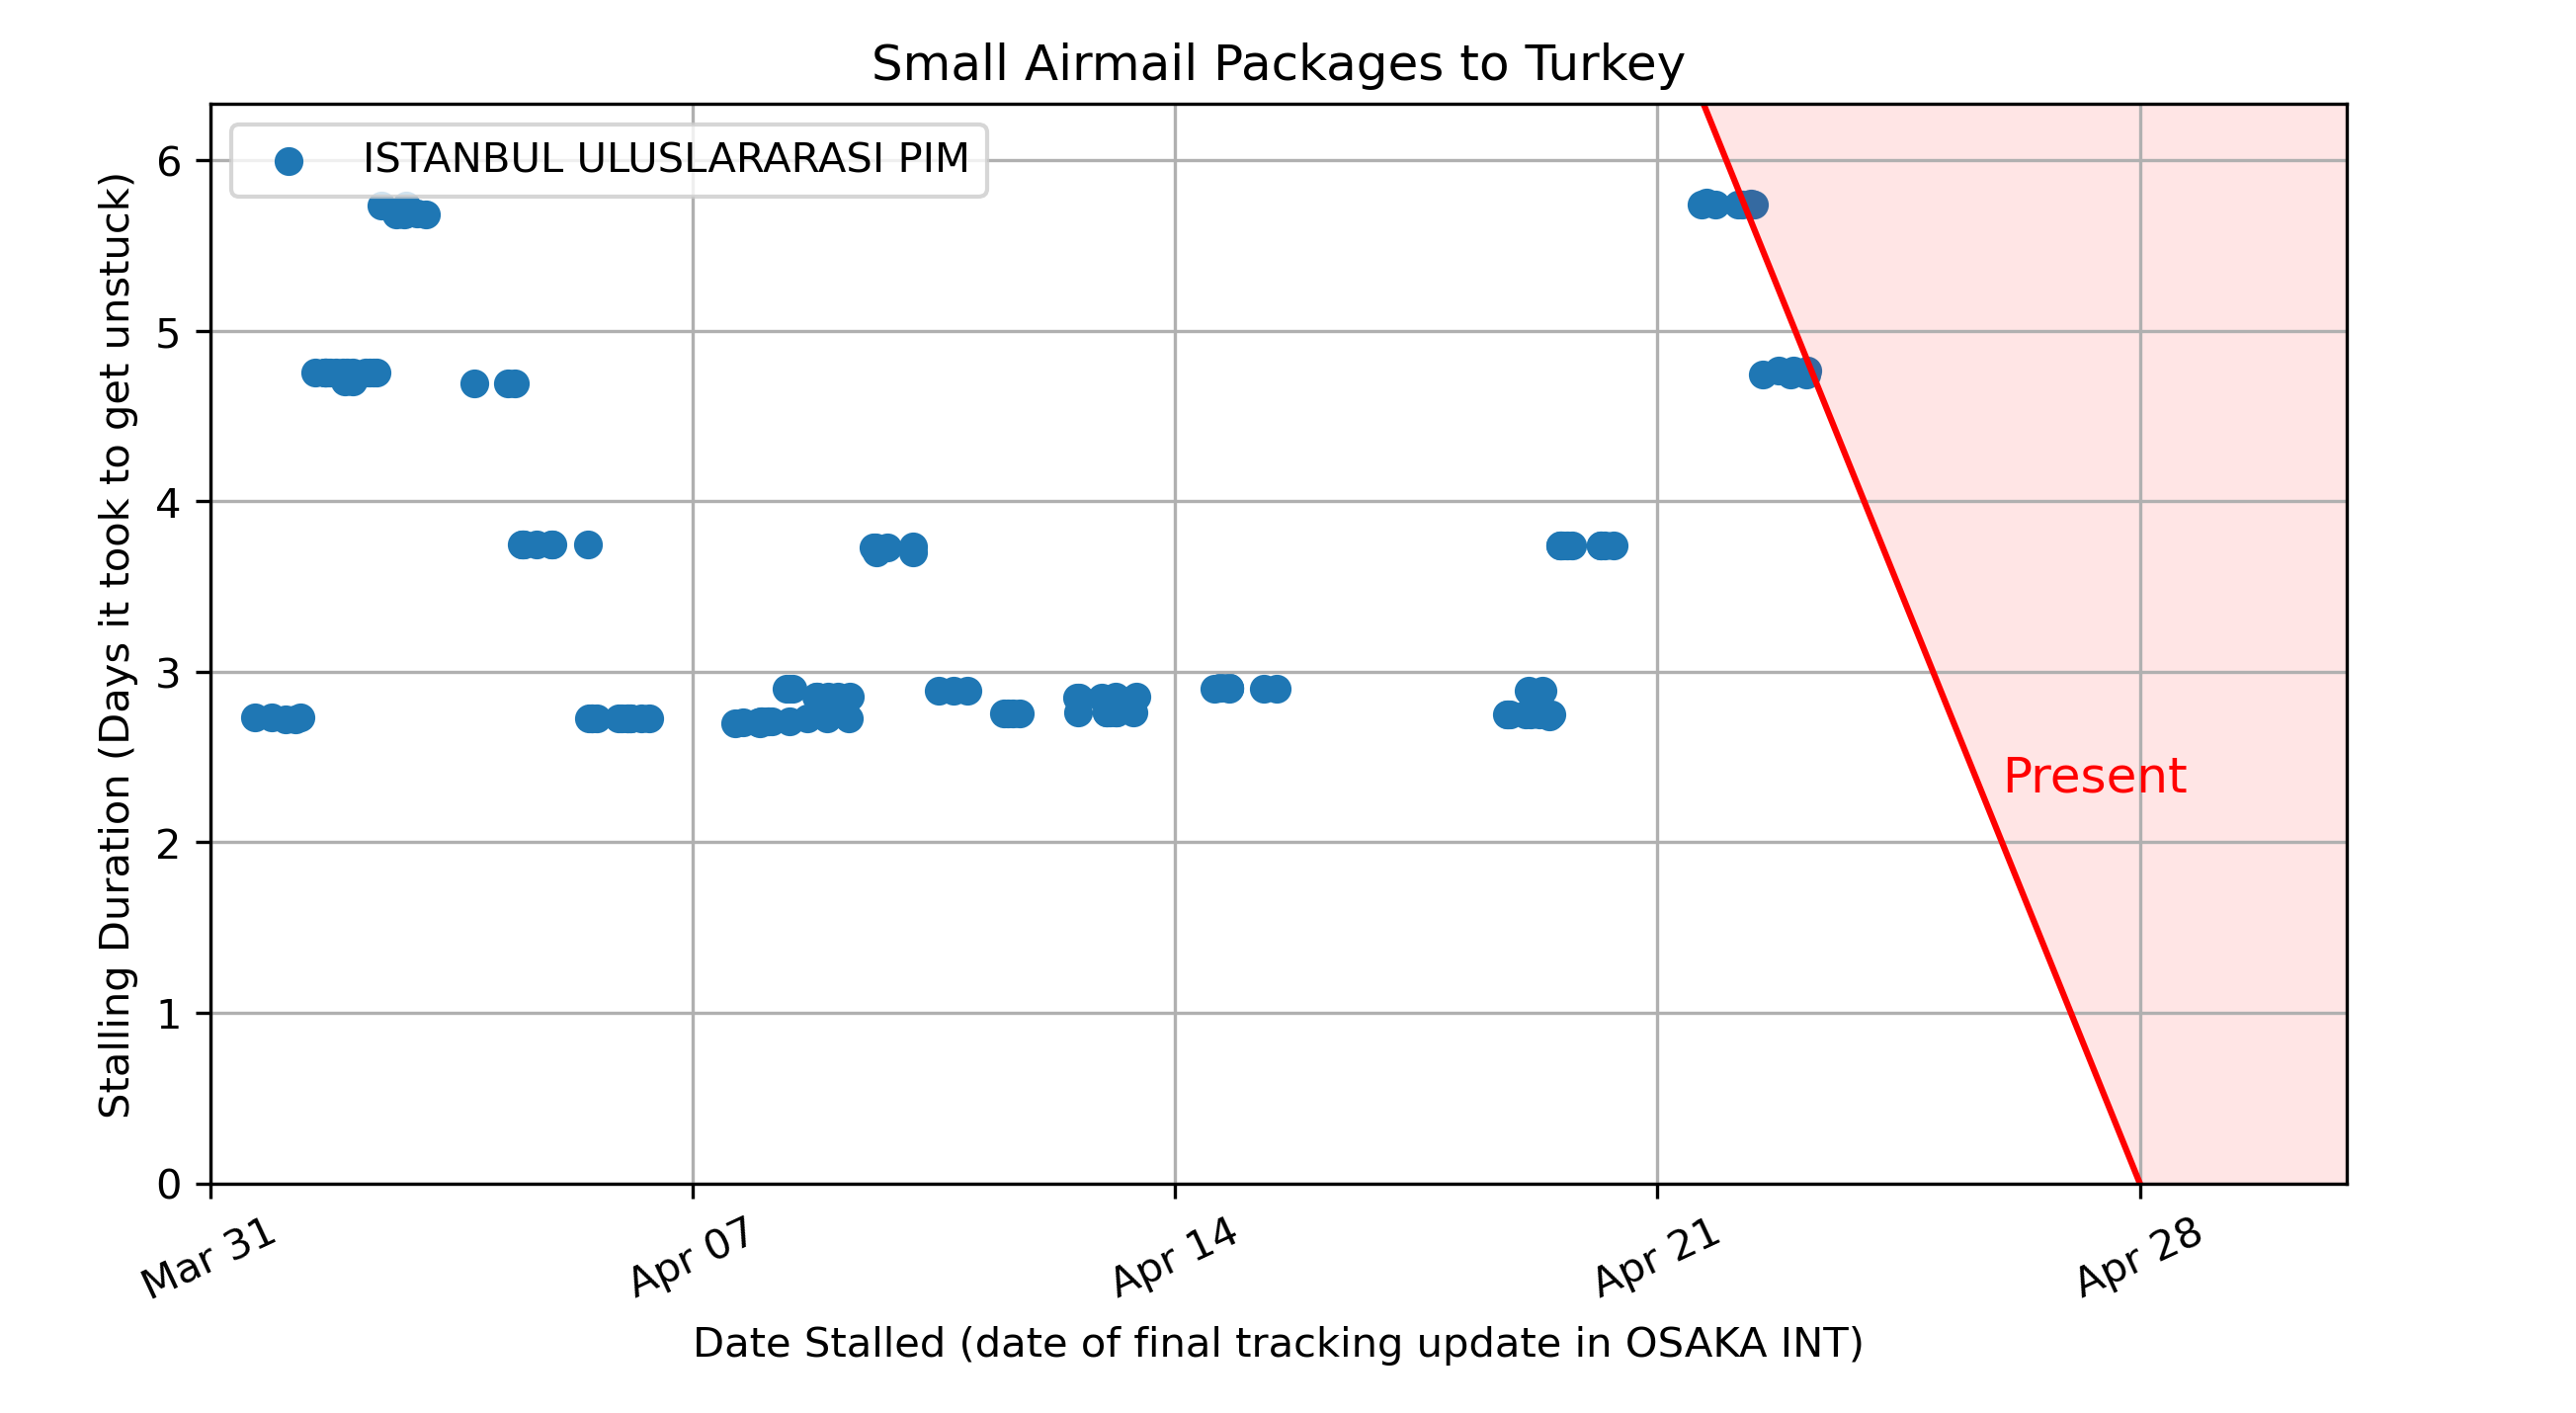 Small Airmail Packages to Turkey
ISTANBUL ULUSLARARASI PIM
Stalling Duration (Days it took to get unstuck)
6
5
4
3
2
1
0
Present
Mar 31
Apr 07
Apr 14
Apr 21
Apr 28
Date Stalled (date of final tracking update in OSAKA INT)